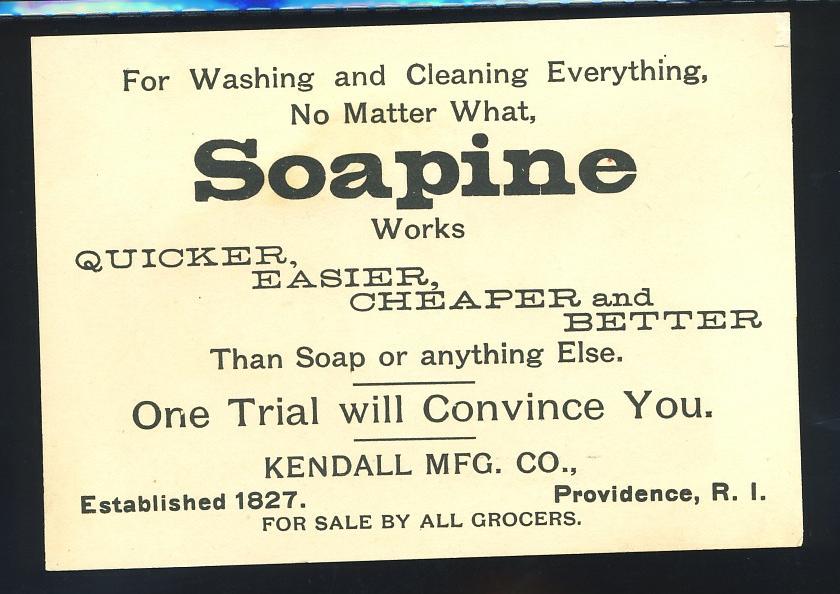 For Washing and Cleaning Everything,
No Matter What,
Soapine
Works
QUICKER,
EASIER,
CHEAPER and
BETTER
Than Soap or anything Else.
One Trial will Convince You.
KENDALL MFG. CO.,
Established 1827. Providence, R. I.
FOR SALE BY ALL GROCERS.